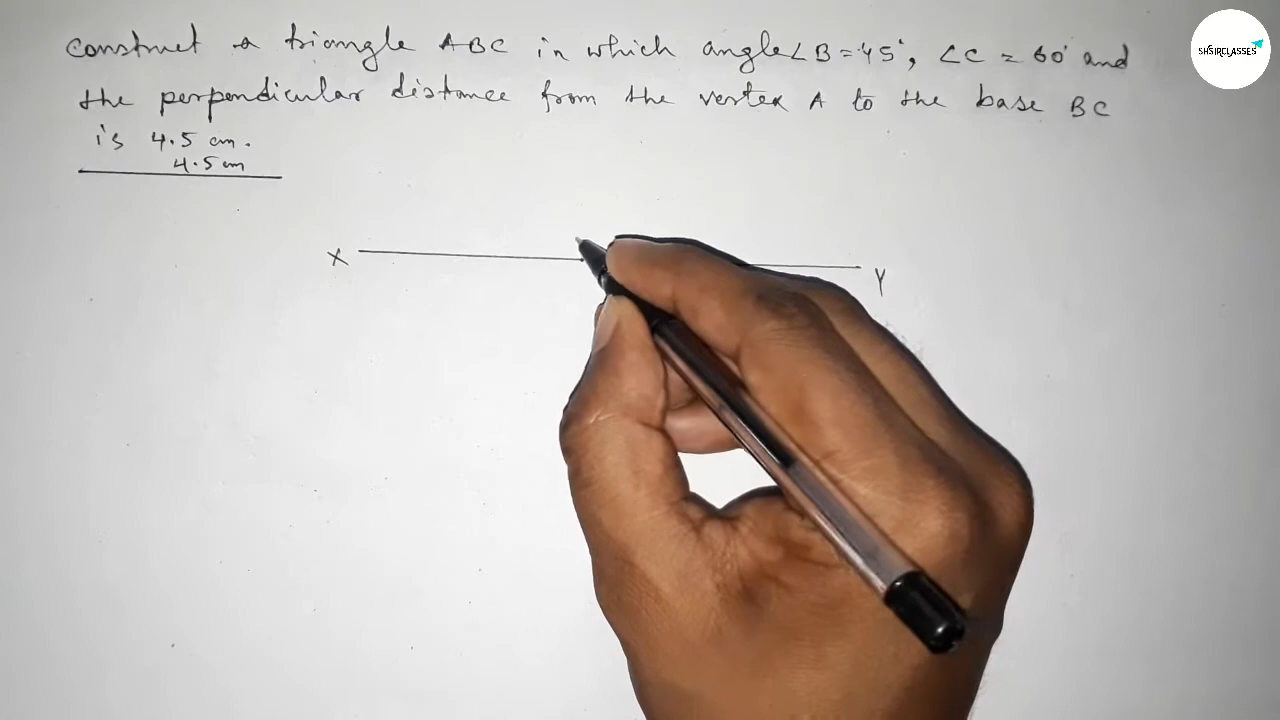 construct a triangle ABC in which angle∠B=45°, ∠C = 60° and
the perpendicular distance from the vertex A to the base BC
is 4.5 cm.
4.5 cm
X
Y
SHSIRCLASSES